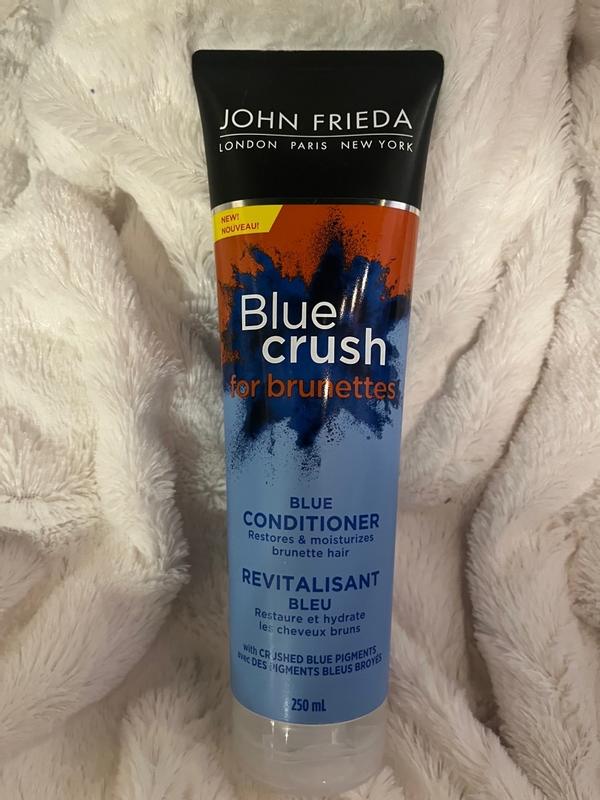 JOHN FRIEDA
LONDON PARIS NEW YORK
NEW!
NOUVEAU!
Blue
crush
for brunettes
BLUE
CONDITIONER
Restores & moisturizes
brunette hair
REVITALISANT
BLEU
Restaure et hydrate
les cheveux bruns
with CRUSHED BLUE PIGMENTS
avec DES PIGMENTS BLEUS BROYÉS
250 mL